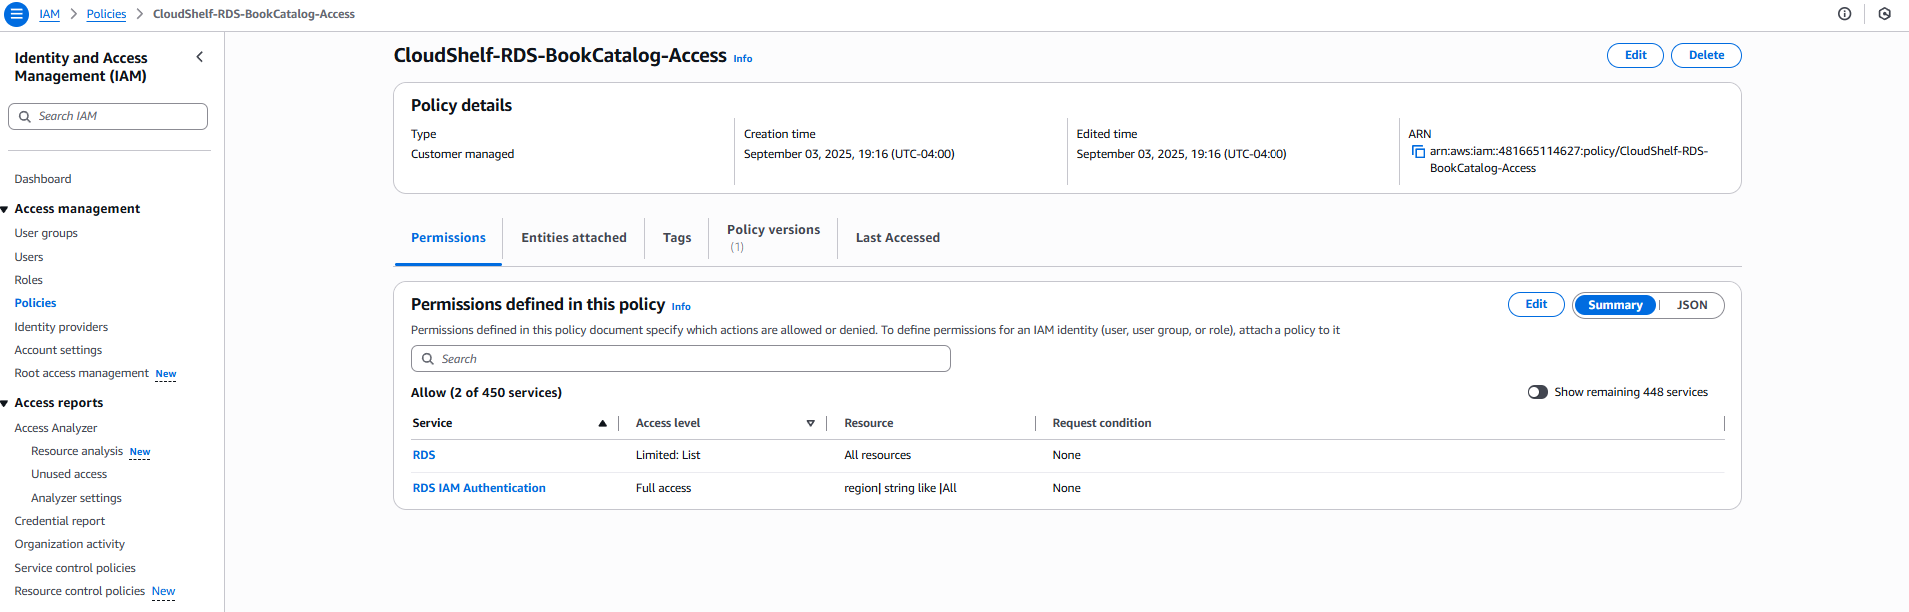 IAM > Policies > CloudShelf-RDS-BookCatalog-Access
Identity and Access
Management (IAM)
Search IAM
Dashboard
Access management
User groups
Users
Roles
Policies
Identity providers
Account settings
Root access management New
Access reports
Access Analyzer
Resource analysis New
Unused access
Analyzer settings
Credential report
Organization activity
Service control policies
Resource control policies New
CloudShelf-RDS-BookCatalog-Access Info
Edit Delete
Policy details
Type
Customer managed
Creation time
September 03, 2025, 19:16 (UTC-04:00)
Edited time
September 03, 2025, 19:16 (UTC-04:00)
ARN
arn:aws:iam::481665114627:policy/CloudShelf-RDS-
BookCatalog-Access
Permissions Entities attached Tags Policy versions (1) Last Accessed
Permissions defined in this policy Info
Edit Summary JSON
Permissions defined in this policy document specify which actions are allowed or denied. To define permissions for an IAM identity (user, user group, or role), attach a policy to it
Search
Allow (2 of 450 services)
Show remaining 448 services
Service Access level Resource Request condition
RDS Limited: List All resources None
RDS IAM Authentication Full access region| string like |All None